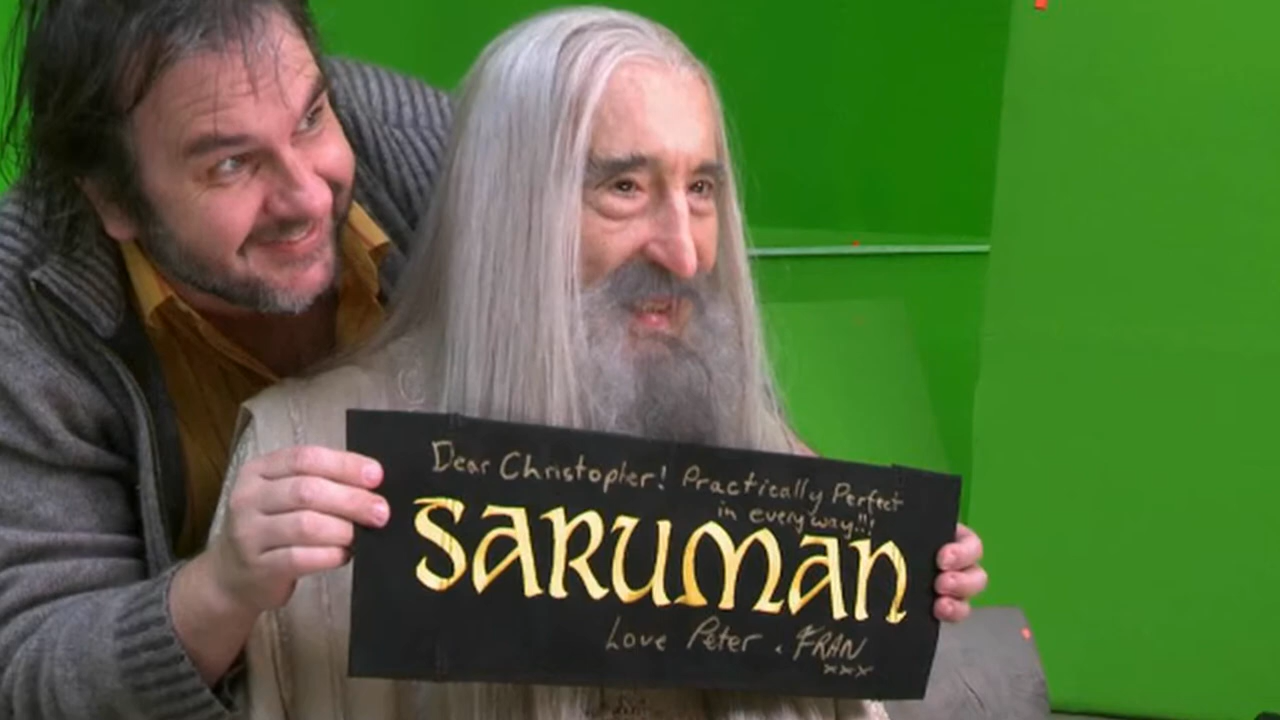 Dear Christopher! Practically Perfect
in every way!!!
SARUMAN
Love Peter . FRAN
xxx